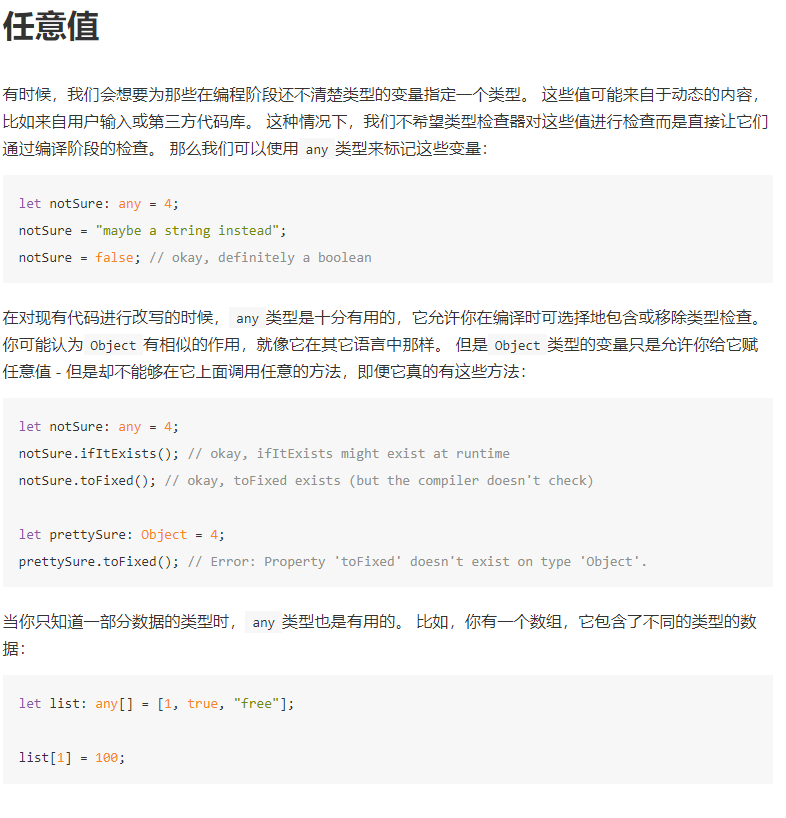 任意值
有时候，我们会想要为那些在编程阶段还不清楚类型的变量指定一个类型。 这些值可能来自于动态的内容，
比如来自用户输入或第三方代码库。 这种情况下，我们不希望类型检查器对这些值进行检查而是直接让它们
通过编译阶段的检查。 那么我们可以使用 any 类型来标记这些变量：
let notSure: any = 4;
notSure = "maybe a string instead";
notSure = false; // okay, definitely a boolean
在对现有代码进行改写的时候， any 类型是十分有用的，它允许你在编译时可选择地包含或移除类型检查。
你可能认为 Object 有相似的作用，就像它在其它语言中那样。 但是 Object 类型的变量只是允许你给它赋
任意值 - 但是却不能够在它上面调用任意的方法，即便它真的有这些方法：
let notSure: any = 4;
notSure.ifItExists(); // okay, ifItExists might exist at runtime
notSure.toFixed(); // okay, toFixed exists (but the compiler doesn't check)
let prettySure: Object = 4;
prettySure.toFixed(); // Error: Property 'toFixed' doesn't exist on type 'Object'.
当你只知道一部分数据的类型时， any 类型也是有用的。 比如，你有一个数组，它包含了不同的类型的数
据：
let list: any[] = [1, true, "free"];
list[1] = 100;